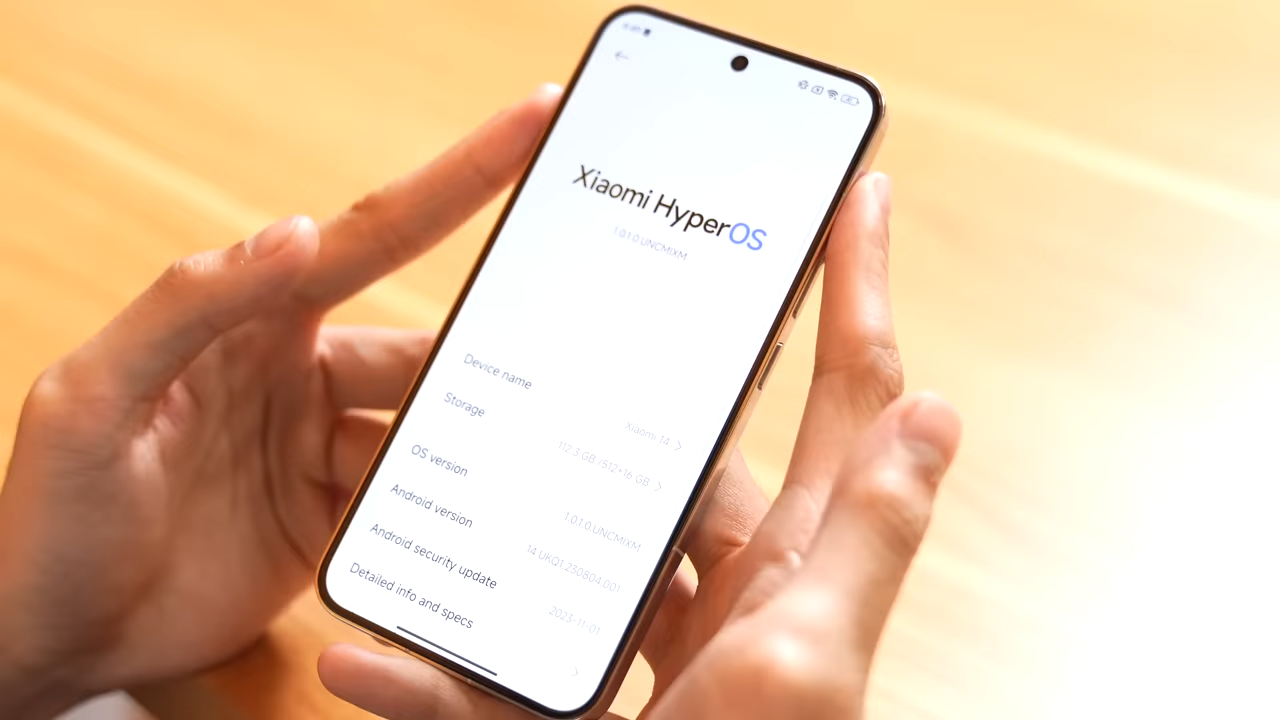 Xiaomi HyperOS
1.0.1.0.UNCMIXM
Device name
Xiaomi 14
Storage
112.3 GB /512+16 GB
OS version
1.0.1.0.UNCMIXM
Android version
14 UKQ1.230804.001
Android security update
2023-11-01
Detailed info and specs